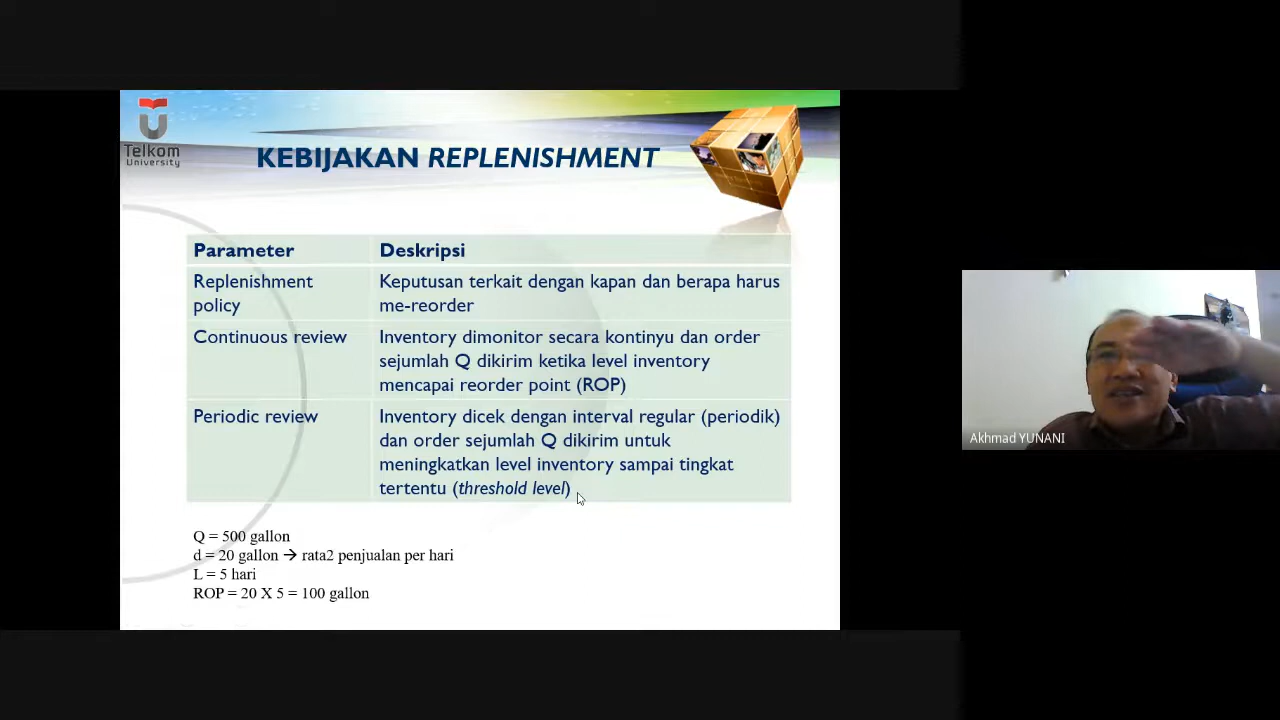 Telkom
University
KEBIJAKAN REPLENISHMENT
Parameter
Deskripsi
Replenishment
policy
Keputusan terkait dengan kapan dan berapa harus
me-reorder
Continuous review
Inventory dimonitor secara kontinyu dan order
sejumlah Q dikirim ketika level inventory
mencapai reorder point (ROP)
Periodic review
Inventory dicek dengan interval regular (periodik)
dan order sejumlah Q dikirim untuk
meningkatkan level inventory sampai tingkat
tertentu (threshold level)
Q = 500 gallon
d = 20 gallon → rata2 penjualan per hari
L = 5 hari
ROP = 20 X 5 = 100 gallon
Akhmad YUNANI